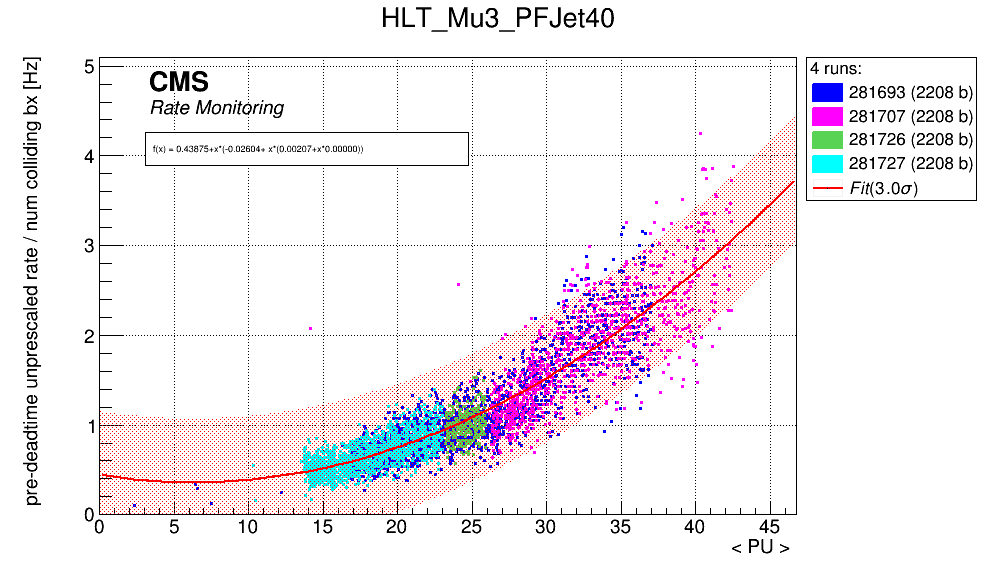 HLT_Mu3_PFJet40
pre-deadtime unprescaled rate / num colliding bx [Hz]
CMS
Rate Monitoring
f(x) = 0.43875+x*(-0.02604+ x*(0.00207+x*0.00000))
5
4
3
2
1
0
0 5 10 15 20 25 30 35 40 45
< PU >
4 runs:
281693 (2208 b)
281707 (2208 b)
281726 (2208 b)
281727 (2208 b)
Fit(3.0σ)